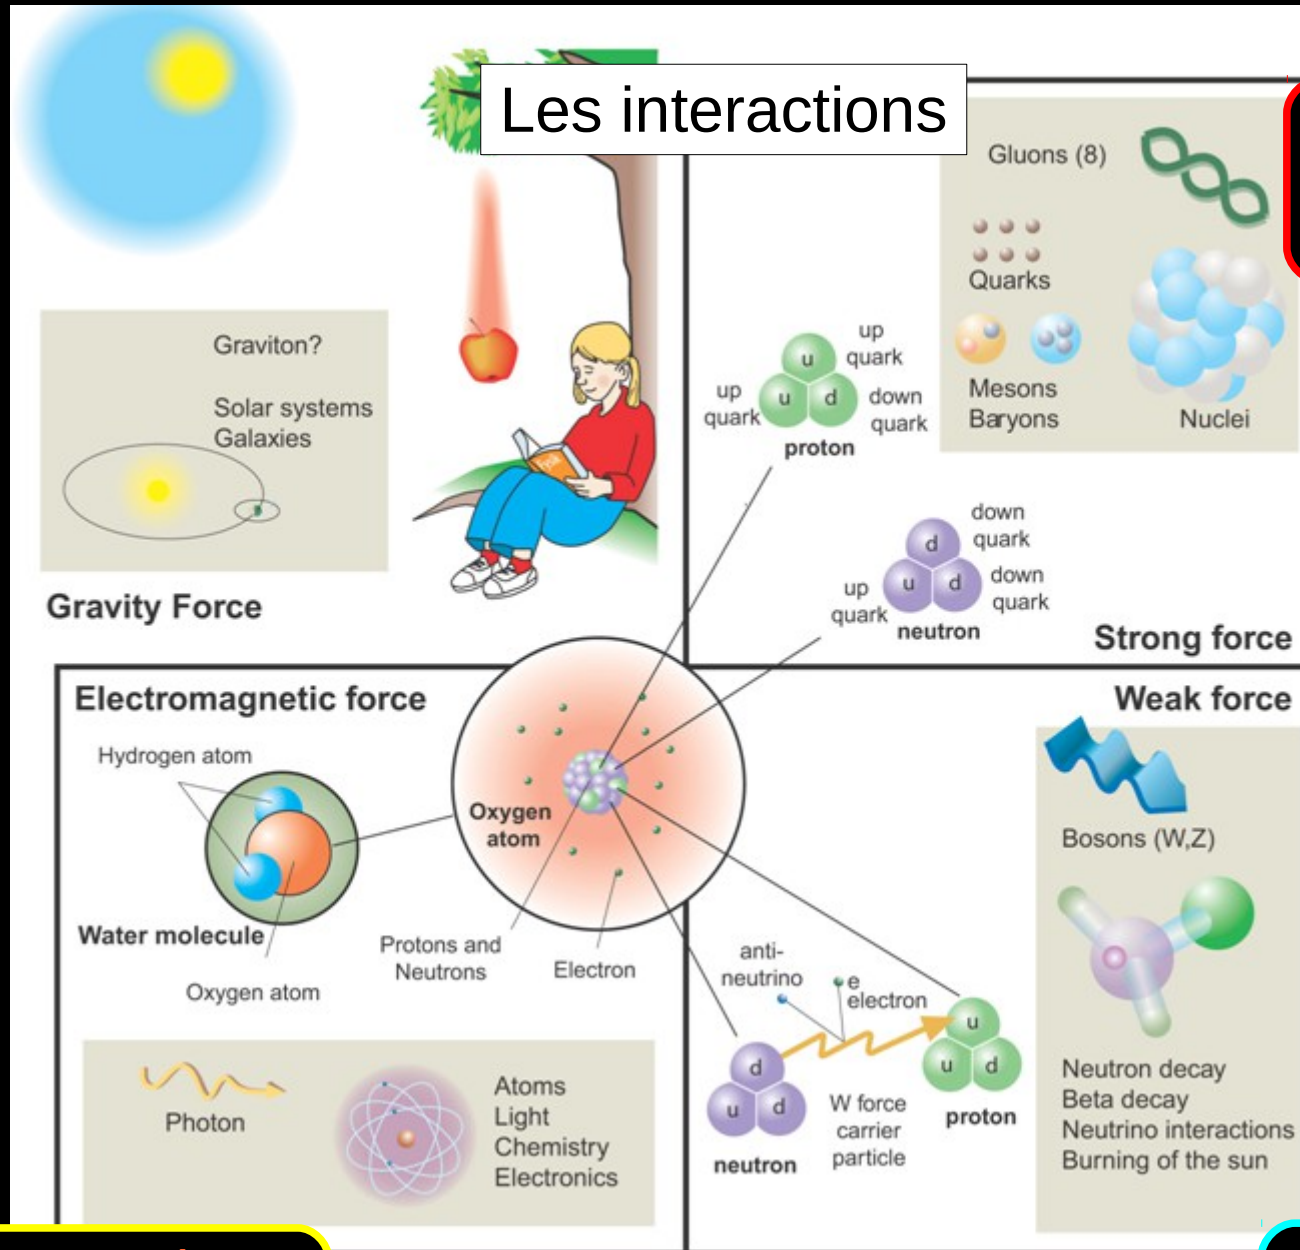 Les interactions
Graviton?
Solar systems
Galaxies
Gravity Force
Gluons (8)
Quarks
Mesons
Baryons
Nuclei
up
quark
u
up
quark
u d
down
quark
proton
down
quark
d
up
quark
u d
down
quark
neutron
Strong force
Electromagnetic force
Hydrogen atom
Water molecule
Oxygen atom
Oxygen
atom
Protons and
Neutrons
Electron
Photon
Atoms
Light
Chemistry
Electronics
Weak force
Bosons (W,Z)
anti-
neutrino
e
electron
d
u d
neutron
W force
carrier
particle
u
u d
proton
Neutron decay
Beta decay
Neutrino interactions
Burning of the sun